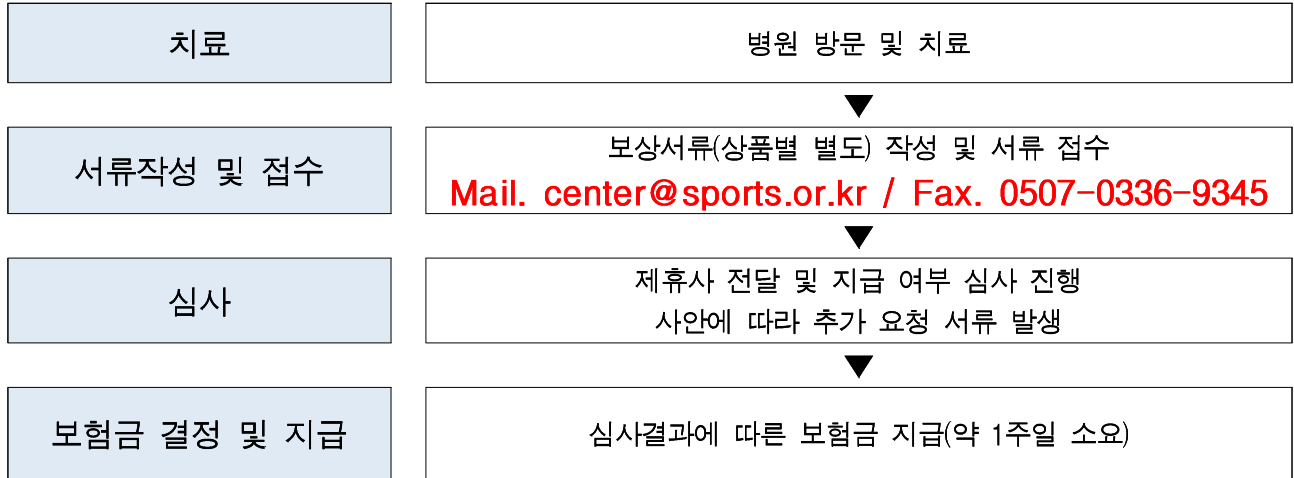 치료
병원 방문 및 치료
서류작성 및 접수
보상서류(상품별 별도) 작성 및 서류 접수
Mail. center@sports.or.kr / Fax. 0507-0336-9345
심사
제휴사 전달 및 지급 여부 심사 진행
사안에 따라 추가 요청 서류 발생
보험금 결정 및 지급
심사결과에 따른 보험금 지급(약 1주일 소요)